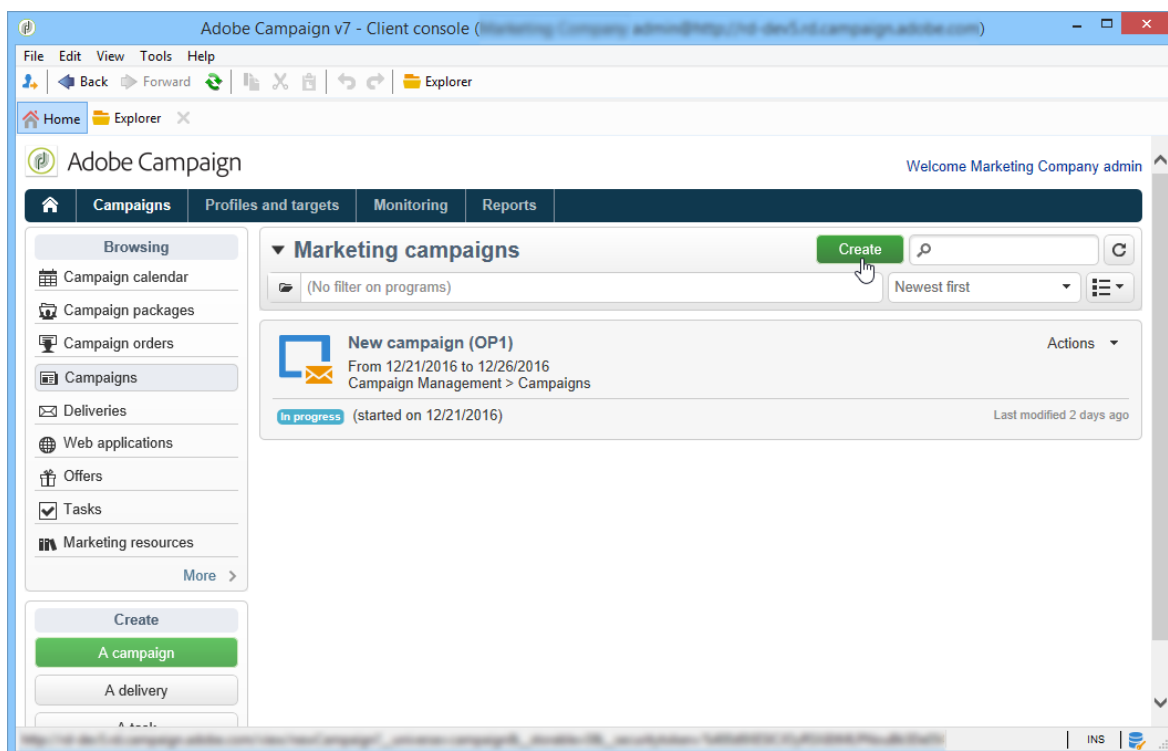 Adobe Campaign v7 - Client console (
File Edit View Tools Help
Back Forward Explorer
Home Explorer
Adobe Campaign
Welcome Marketing Company admin
Campaigns Profiles and targets Monitoring Reports
Browsing
Campaign calendar
Campaign packages
Campaign orders
Campaigns
Deliveries
Web applications
Offers
Tasks
Marketing resources
More
Create
A campaign
A delivery
Marketing campaigns
Create
(No filter on programs)
Newest first
New campaign (OP1)
Actions
From 12/21/2016 to 12/26/2016
Campaign Management > Campaigns
In progress (started on 12/21/2016)
Last modified 2 days ago
INS